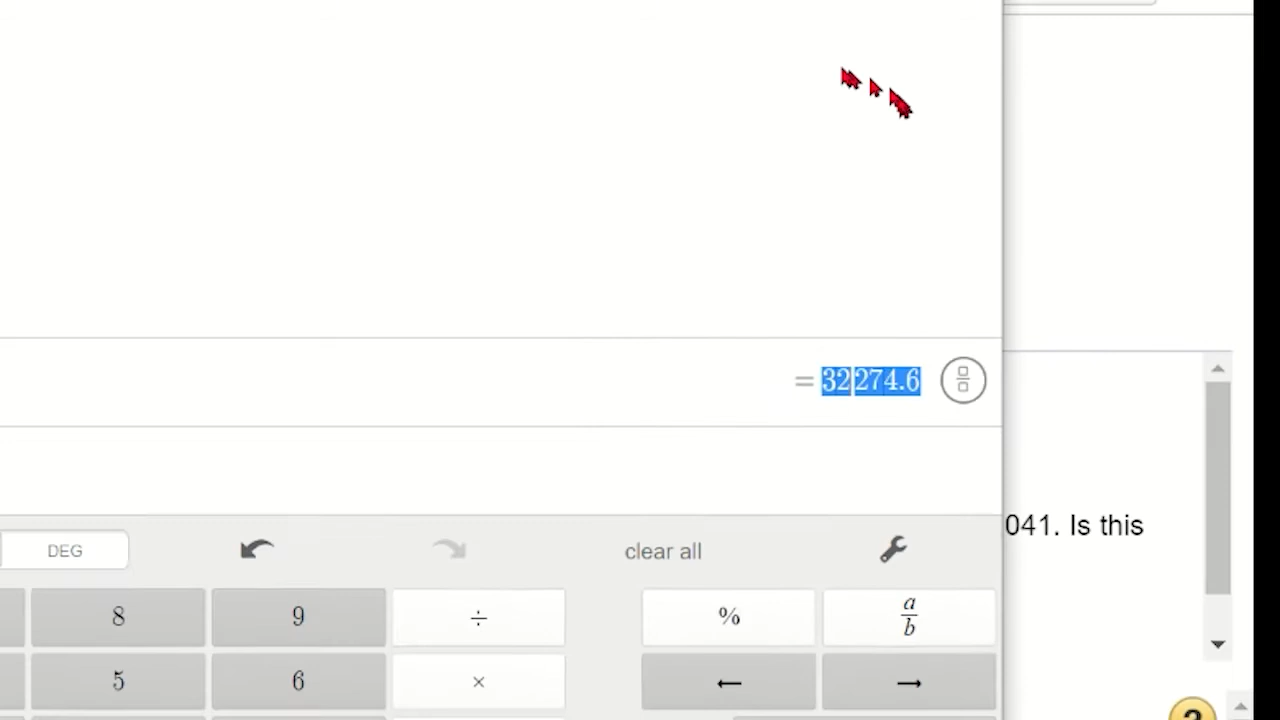 = 32274.6
041. Is this
DEG
clear all
8 9 ÷ % a/b
5 6 × ← →
?